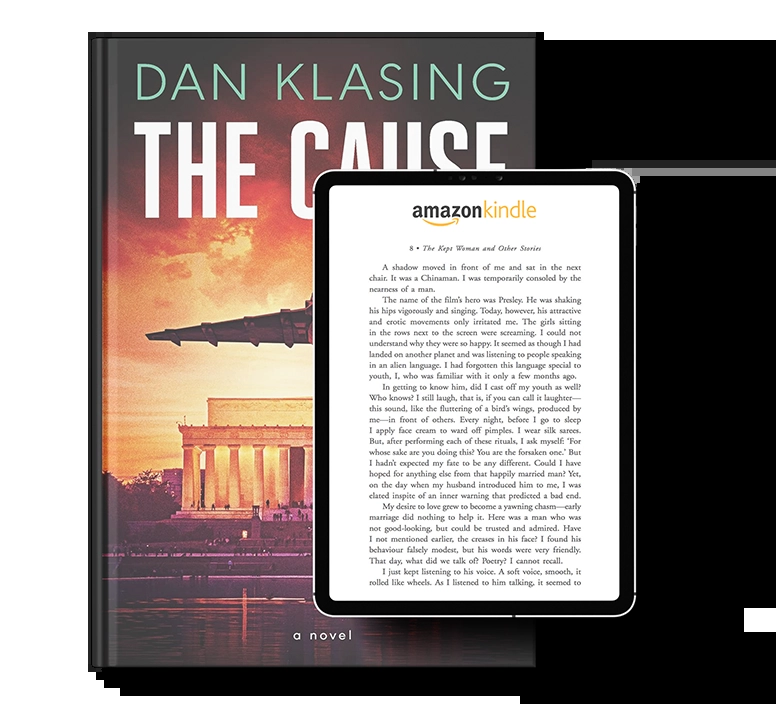 DAN KLASING
THE CAUSE
amazonkindle
8 • The Kept Woman and Other Stories
A shadow moved in front of me and sat in the next
chair. It was a Chinaman. I was temporarily consoled by the
nearness of a man.
The name of the film's hero was Presley. He was shaking
his hips vigorously and singing. Today, however, his attractive
and erotic movements only irritated me. The girls sitting
in the rows next to the screen were screaming. I could not
understand why they were so happy. It seemed as though I had
landed on another planet and was listening to people speaking
in an alien language. I had forgotten this language special to
youth, I, who was familiar with it only a few months ago.
In getting to know him, did I cast off my youth as well?
Who knows? I still laugh, that is, if you can call it laughter—
this sound, like the fluttering of a bird's wings, produced by
me—in front of others. Every night, before I go to sleep
I apply face cream to ward off pimples. I wear silk sarees.
But, after performing each of these rituals, I ask myself: 'For
whose sake are you doing this? You are the forsaken one.' But
I hadn't expected my fate to be any different. Could I have
hoped for anything else from that happily married man? Yet,
on the day when my husband introduced him to me, I was
elated inspite of an inner warning that predicted a bad end.
My desire to love grew to become a yawning chasm—early
marriage did nothing to help it. Here was a man who was
not good-looking, but could be trusted and admired. Have
I not mentioned earlier, the creases in his face? I found his
behaviour falsely modest, but his words were very friendly.
That day, what did we talk of? Poetry? I cannot recall.
I just kept listening to his voice. A soft voice, smooth, it
rolled like wheels. As I listened to him talking, it seemed to
a novel